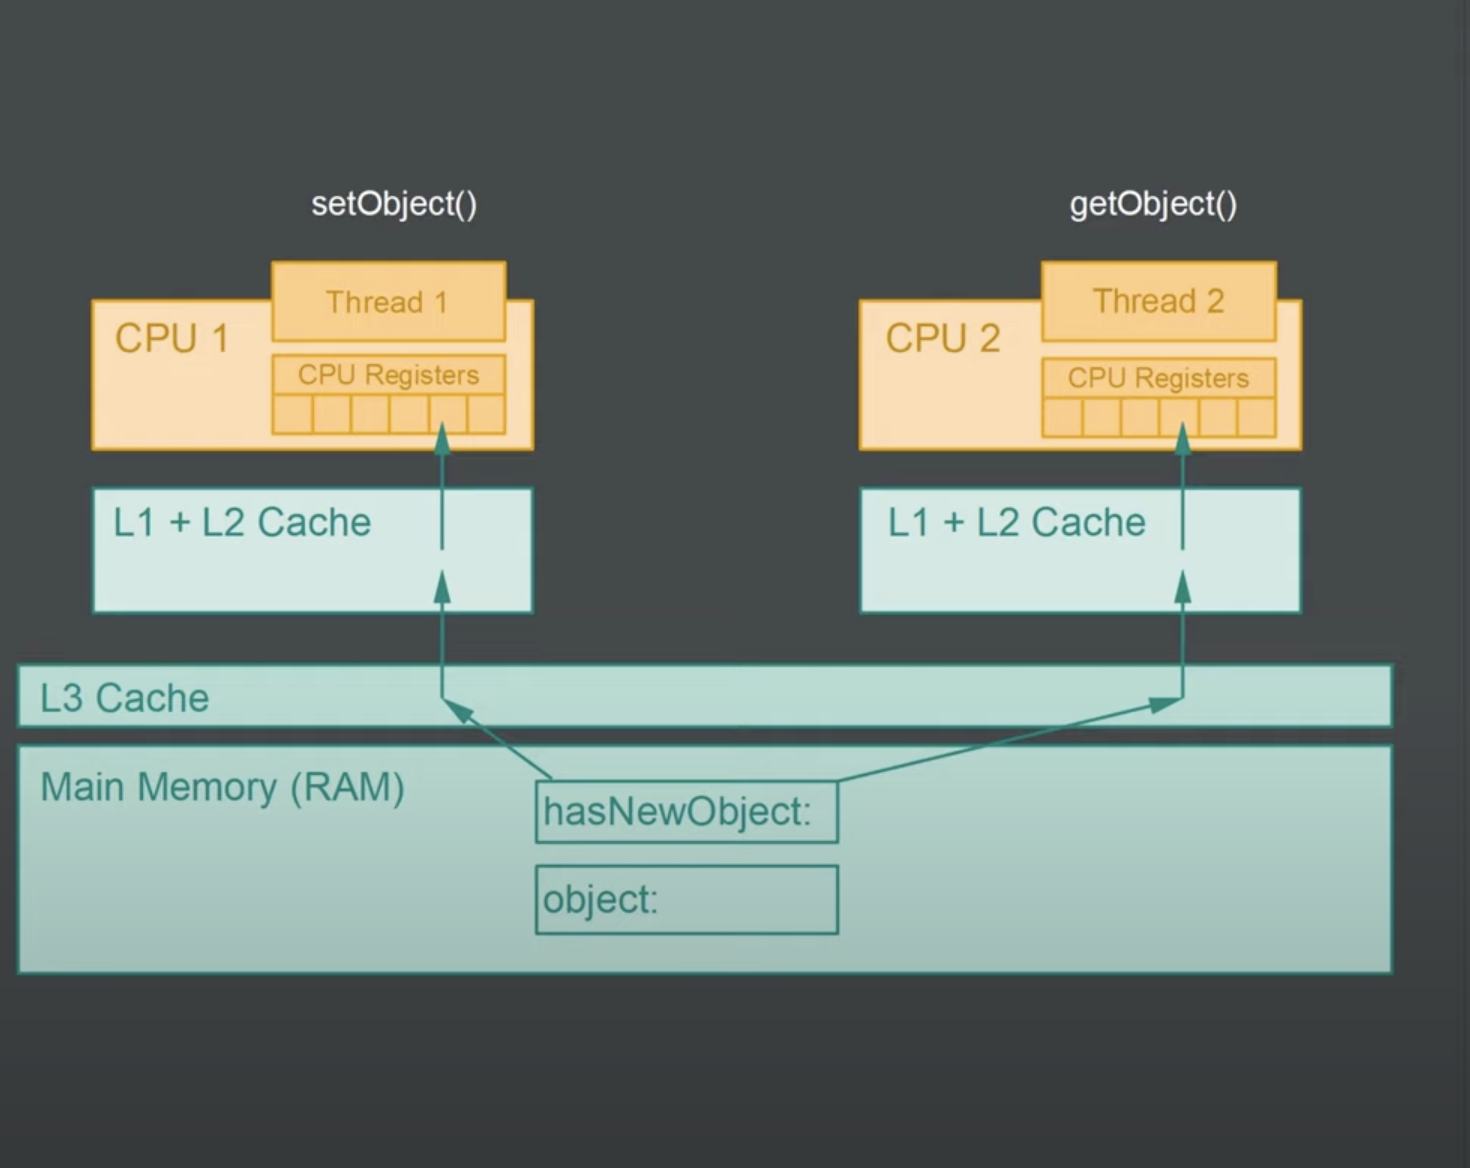 setObject()
getObject()
Thread 1
Thread 2
CPU 1
CPU 2
CPU Registers
CPU Registers
L1 + L2 Cache
L1 + L2 Cache
L3 Cache
Main Memory (RAM)
hasNewObject:
object: